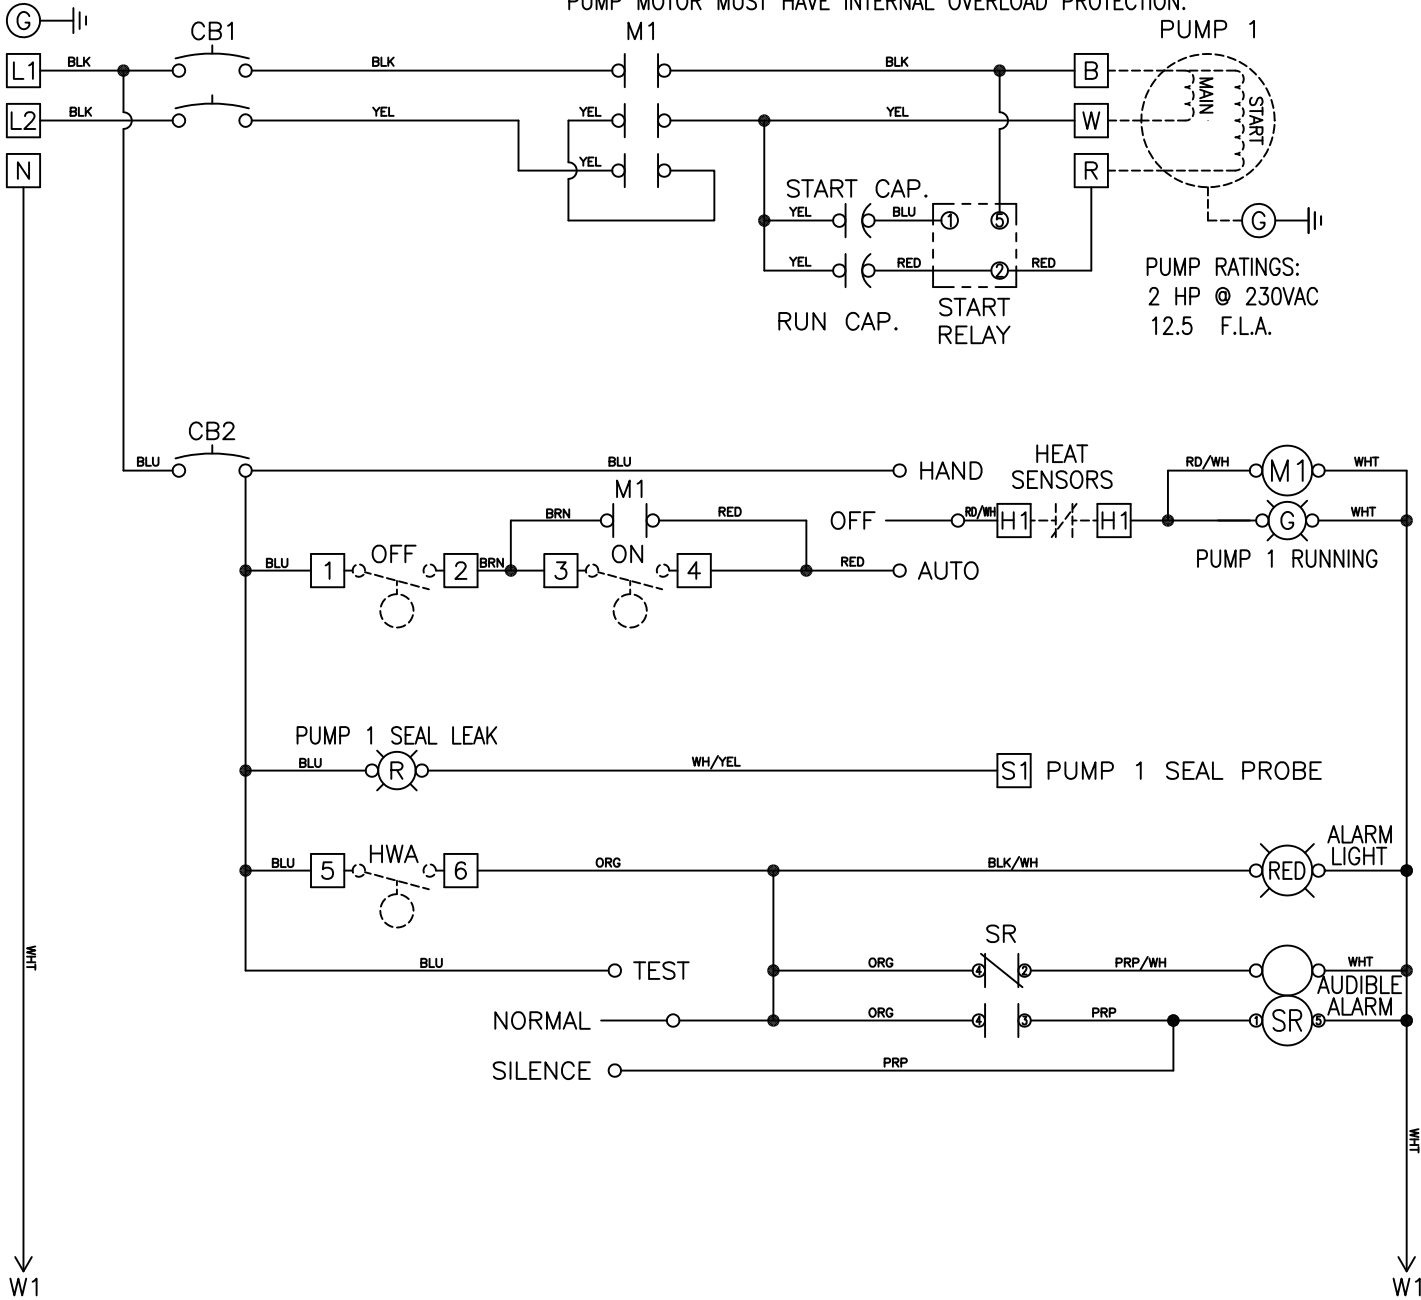 PUMP MOTOR MUST HAVE INTERNAL OVERLOAD PROTECTION.
G
CB1
M1
PUMP 1
L1
BLK
BLK
BLK
B
MAIN
START
L2
BLK
YEL
YEL
YEL
W
N
YEL
R
START CAP.
YEL
BLU
1
5
G
YEL
RED
2
RED
PUMP RATINGS:
2 HP @ 230VAC
12.5 F.L.A.
RUN CAP.
START
RELAY
CB2
BLU
BLU
HAND
HEAT
SENSORS
RD/WH
M1
WHT
M1
BRN
RED
OFF
RD/WH
H1
H1
G
WHT
PUMP 1 RUNNING
BLU
1
OFF
2
BRN
3
ON
4
RED
AUTO
PUMP 1 SEAL LEAK
BLU
R
WH/YEL
S1
PUMP 1 SEAL PROBE
ALARM
LIGHT
BLU
5
HWA
6
ORG
BLK/WH
RED
SR
WHT
BLU
TEST
ORG
4
2
PRP/WH
WHT
AUDIBLE
ALARM
NORMAL
ORG
4
3
PRP
1
SR
5
SILENCE
PRP
WHT
W1
W1